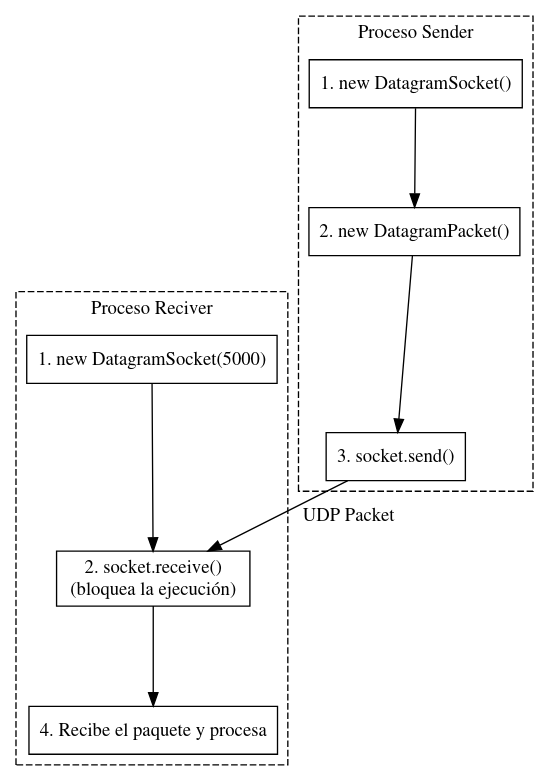 Proceso Sender
1. new DatagramSocket()
2. new DatagramPacket()
3. socket.send()
UDP Packet
Proceso Reciver
1. new DatagramSocket(5000)
2. socket.receive()
(bloquea la ejecución)
4. Recibe el paquete y procesa